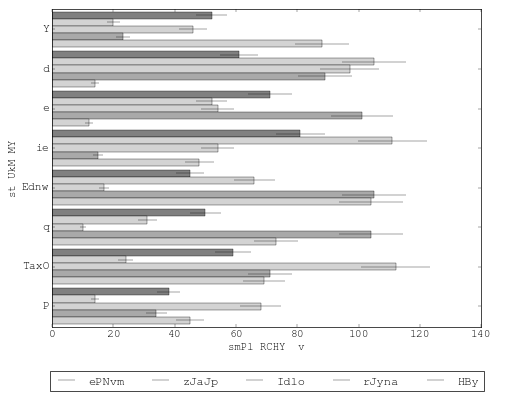 Y
d
e
ie
Ednw
q
TaxO
P
st UkM MY
0 20 40 60 80 100 120 140
smPl RCHY v
ePNvm zJaJp Idlo rJyna HBy